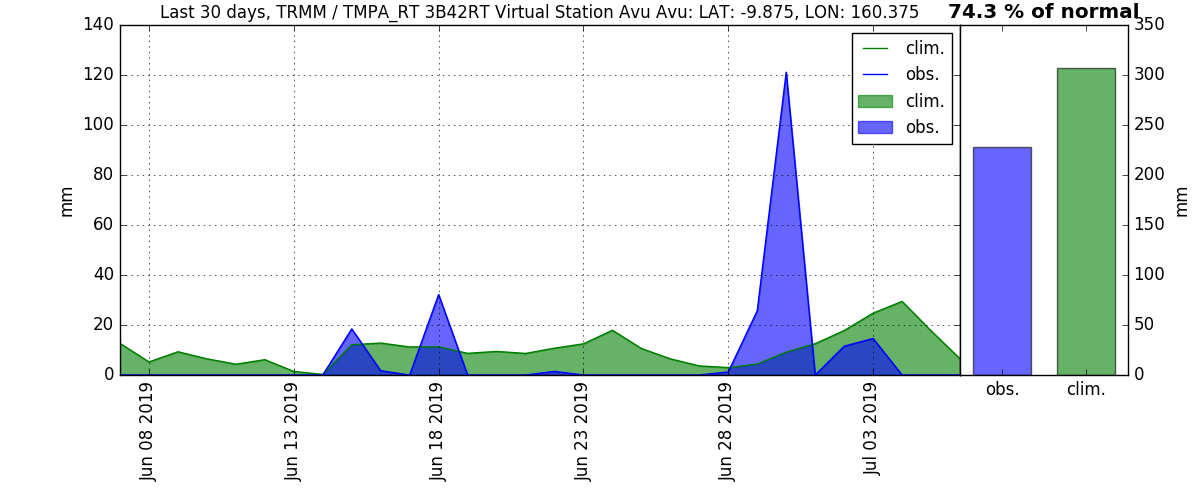 Last 30 days, TRMM / TMPA_RT 3B42RT Virtual Station Avu Avu: LAT: -9.875, LON: 160.375
74.3 % of normal
140
120
100
80
60
40
20
0
mm
clim.
obs.
clim.
obs.
Jun 08 2019
Jun 13 2019
Jun 18 2019
Jun 23 2019
Jun 28 2019
Jul 03 2019
350
300
250
200
150
100
50
0
mm
obs.
clim.